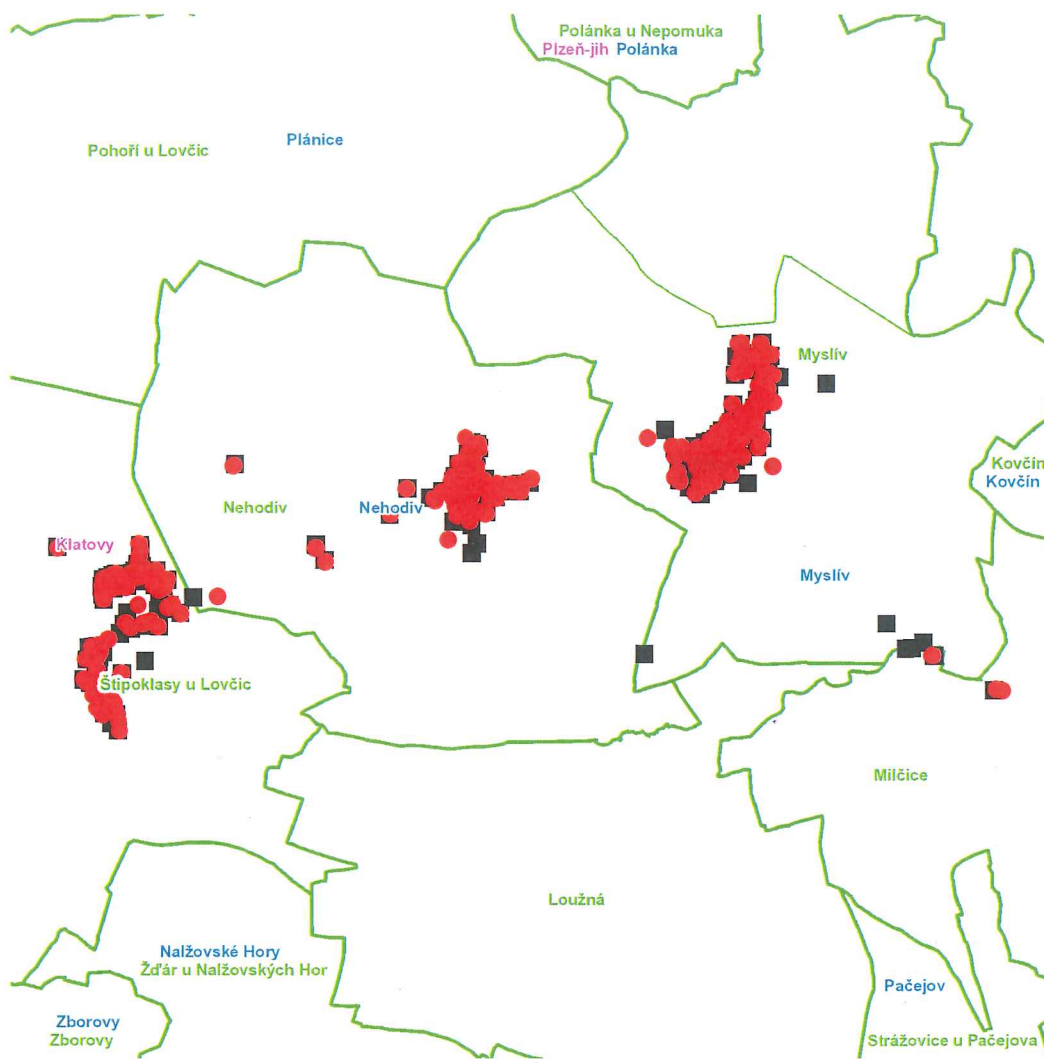 Polánka u Nepomuka
Plzeň-jih Polánka
Plánice
Pohoří u Lovčic
Myslív
Kovčín
Kovčín
Nehodiv
Nehodiv
Klatovy
Myslív
Štipoklasy u Lovčic
Milčice
Loužná
Nalžovské Hory
Žďár u Nalžovských Hor
Pačejov
Zborovy
Zborovy
Strážovice u Pačejova